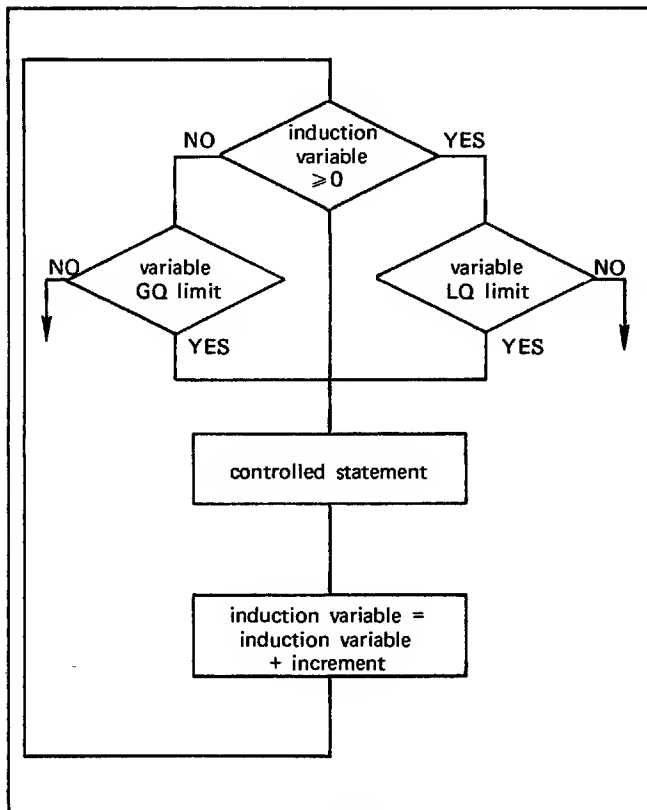 induction
variable
⩾0
NO
YES
variable
GQ limit
NO
YES
variable
LQ limit
NO
YES
controlled statement
induction variable =
induction variable
+ increment